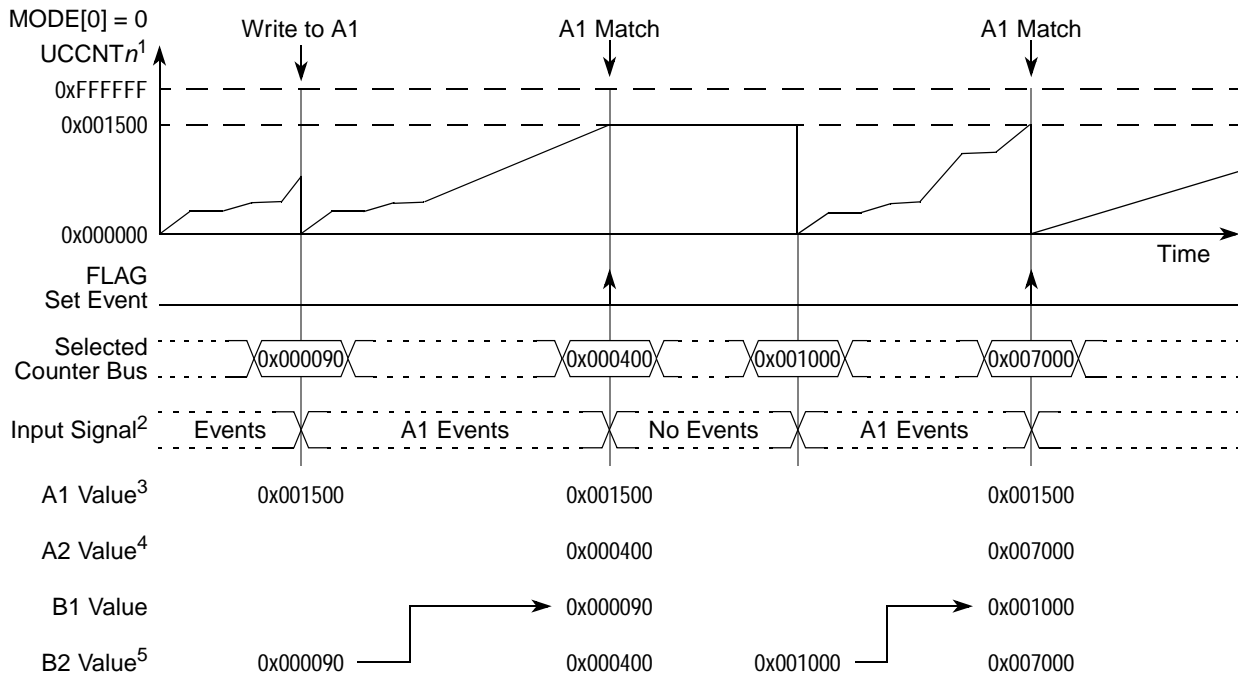 MODE[0] = 0
Write to A1 A1 Match A1 Match
UCCNTn1
0xFFFFFF
0x001500
0x000000
Time
FLAG
Set Event
Selected
Counter Bus
0x000090 0x000400 0x001000 0x007000
Input Signal2 Events A1 Events No Events A1 Events
A1 Value3 0x001500 0x001500 0x001500
A2 Value4 0x000400 0x007000
B1 Value 0x000090 0x001000
B2 Value5 0x000090 0x000400 0x001000 0x007000